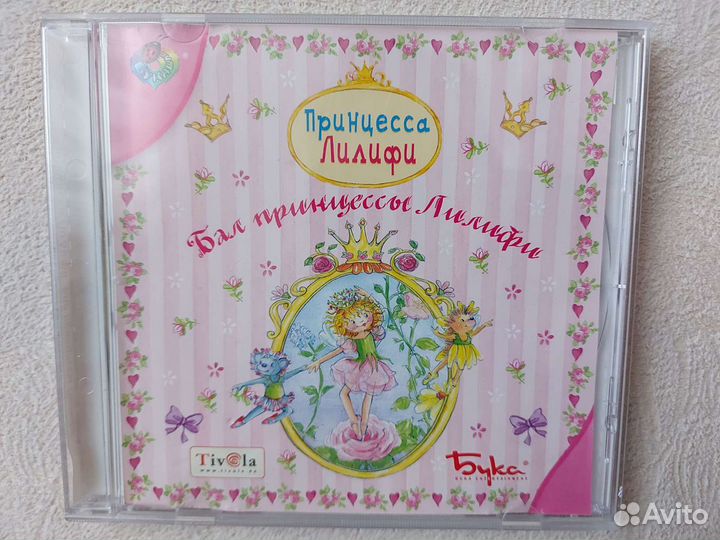 Принцесса
Лилифи
Бал принцессы Лилифи
Tivola
www.tivola.de
Бука
BUKA ENTERTAINMENT
Avito